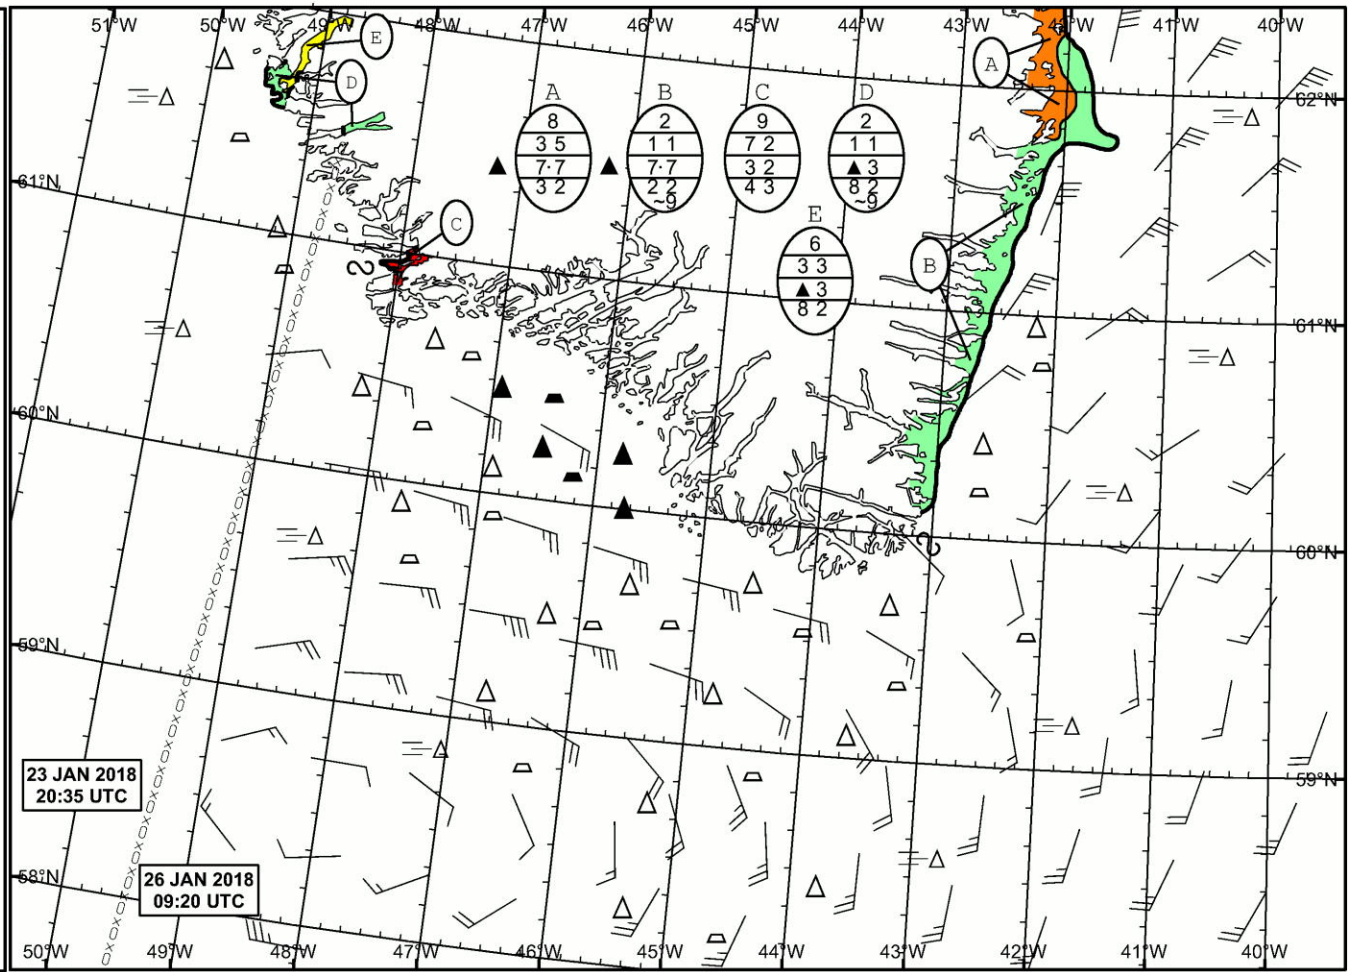 51°W 50°W 49°W 48°W 47°W 46°W 45°W 44°W 43°W 42°W 41°W 40°W
E
D
A
62°N
A B C D
8 2 9 2
3 5 1 1 7 2 1 1
7·7 7·7 3 2 ▲ 3
3 2 2 2 4 3 8 2
~9 ~9
61°N
C
2
E
6
3 3
▲ 3
8 2
B
61°N
60°N
2
60°N
59°N
59°N
23 JAN 2018
20:35 UTC
26 JAN 2018
09:20 UTC
58°N
50°W 49°W 48°W 47°W 46°W 45°W 44°W 43°W 42°W 41°W 40°W